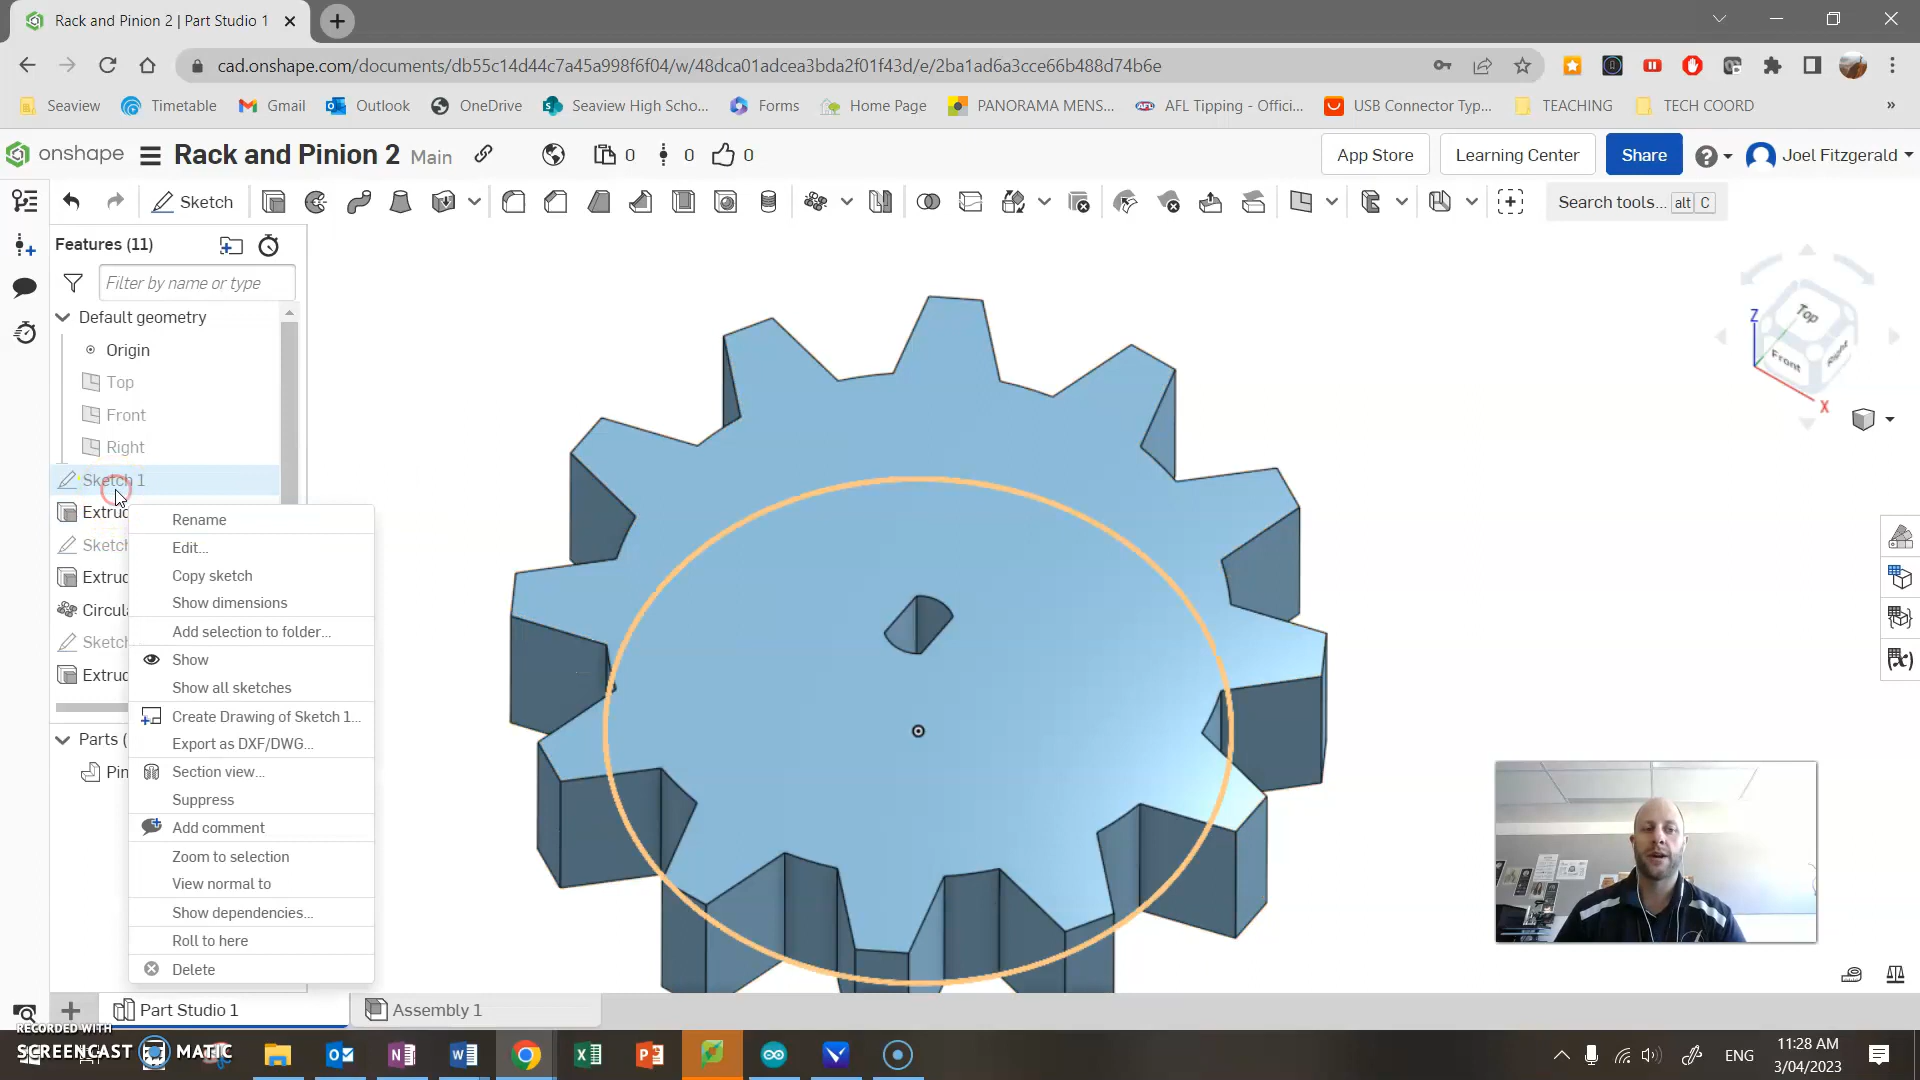 Rack and Pinion 2 | Part Studio 1
cad.onshape.com/documents/db55c14d44c7a45a998f6f04/w/48dca01adcea3bda2f01f43d/e/2ba1ad6a3cce66b488d74b6e
Seaview Timetable Gmail Outlook OneDrive Seaview High Scho... Forms Home Page PANORAMA MENS... AFL Tipping - Offici... USB Connector Typ... TEACHING TECH COORD »
onshape Rack and Pinion 2 Main 0 0 0 App Store Learning Center Share Joel Fitzgerald
Sketch Search tools... alt C
Features (11)
Filter by name or type
Default geometry
Origin
Top
Front
Right
Sketch 1
Extrud
Sketch
Extrud
Circula
Sketch
Extrud
Parts (
Pin
Rename
Edit...
Copy sketch
Show dimensions
Add selection to folder...
Show
Show all sketches
Create Drawing of Sketch 1...
Export as DXF/DWG...
Section view...
Suppress
Add comment
Zoom to selection
View normal to
Show dependencies...
Roll to here
Delete
Z
Top
Front
Right
X
Part Studio 1
Assembly 1
RECORDED WITH
SCREENCAST MATIC
ENG
11:28 AM
3/04/2023